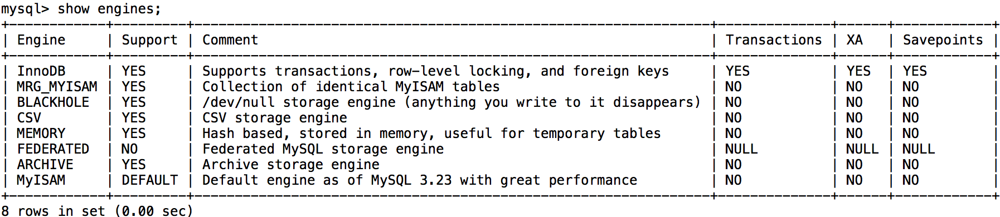 mysql> show engines;
+------------+---------+----------------------------------------------------------------+--------------+------+------------+
| Engine     | Support | Comment                                                        | Transactions | XA   | Savepoints |
+------------+---------+----------------------------------------------------------------+--------------+------+------------+
| InnoDB     | YES     | Supports transactions, row-level locking, and foreign keys     | YES          | YES  | YES        |
| MRG_MYISAM | YES     | Collection of identical MyISAM tables                          | NO           | NO   | NO         |
| BLACKHOLE  | YES     | /dev/null storage engine (anything you write to it disappears) | NO           | NO   | NO         |
| CSV        | YES     | CSV storage engine                                             | NO           | NO   | NO         |
| MEMORY     | YES     | Hash based, stored in memory, useful for temporary tables      | NO           | NO   | NO         |
| FEDERATED  | NO      | Federated MySQL storage engine                                 | NULL         | NULL | NULL       |
| ARCHIVE    | YES     | Archive storage engine                                         | NO           | NO   | NO         |
| MyISAM     | DEFAULT | Default engine as of MySQL 3.23 with great performance         | NO           | NO   | NO         |
+------------+---------+----------------------------------------------------------------+--------------+------+------------+
8 rows in set (0.00 sec)